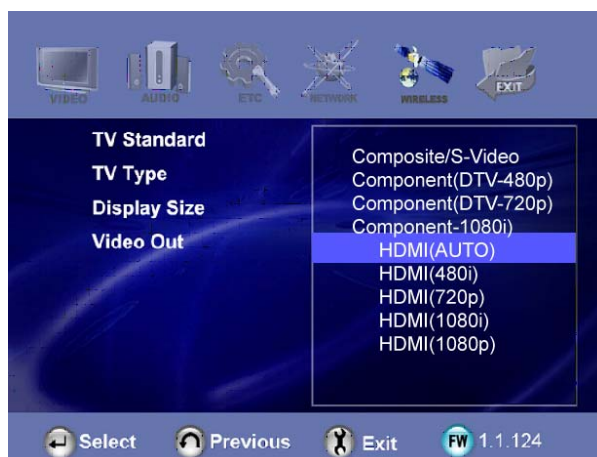 VIDEO AUDIO ETC NETWORK WIRELESS EXIT
TV Standard
TV Type
Display Size
Video Out
Composite/S-Video
Component(DTV-480p)
Component(DTV-720p)
Component-1080i)
HDMI(AUTO)
HDMI(480i)
HDMI(720p)
HDMI(1080i)
HDMI(1080p)
Select Previous Exit FW 1.1.124